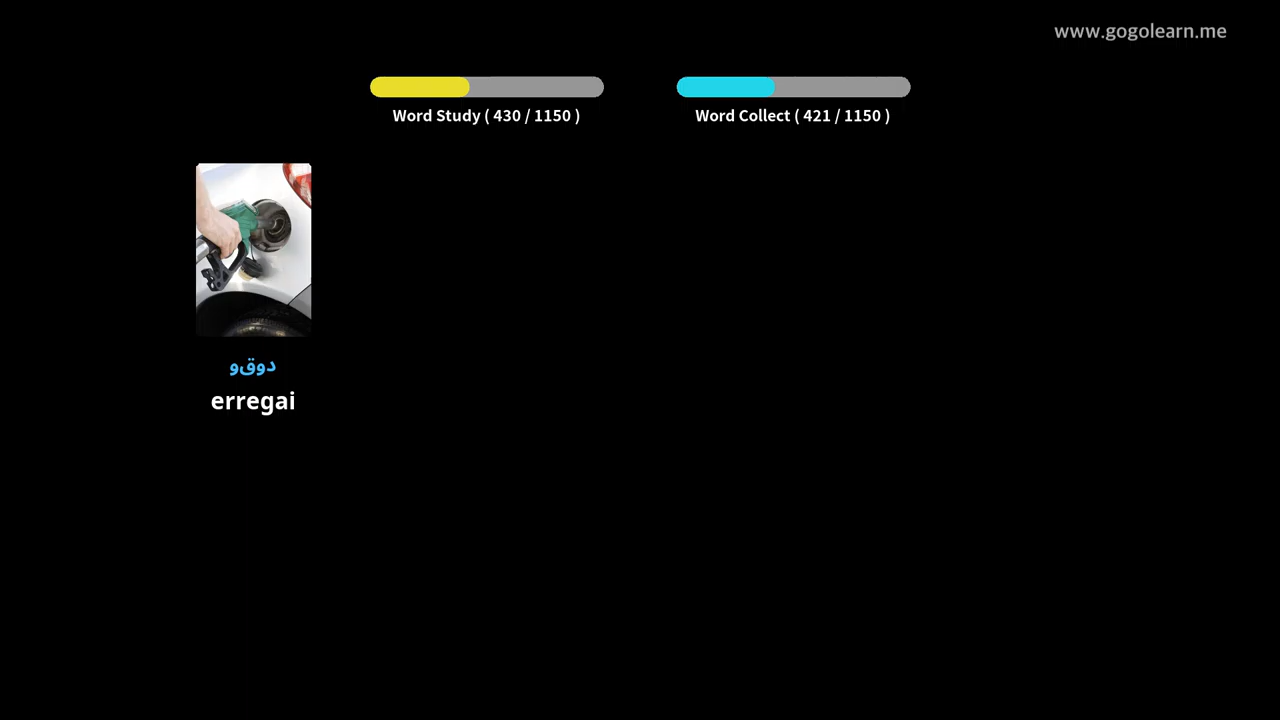 www.gogolearn.me
Word Study ( 430 / 1150 )
Word Collect ( 421 / 1150 )
دوقو
erregai